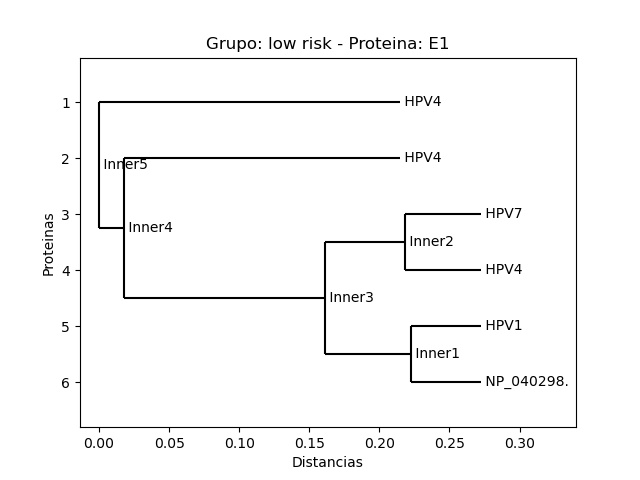 Grupo: low risk - Proteina: E1
1
HPV4
2
HPV4
Inner5
3
HPV7
Inner4
Inner2
4
HPV4
Inner3
5
HPV1
Inner1
6
NP_040298.
Proteinas
0.00 0.05 0.10 0.15 0.20 0.25 0.30
Distancias